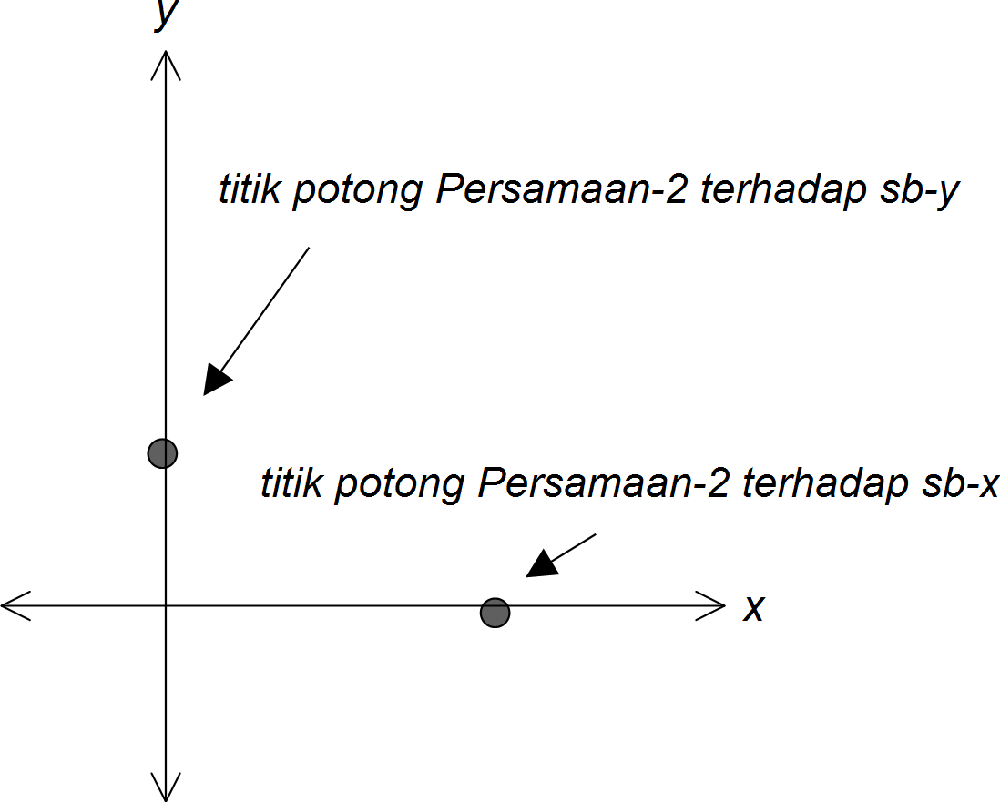 y
titik potong Persamaan-2 terhadap sb-y
titik potong Persamaan-2 terhadap sb-x
x